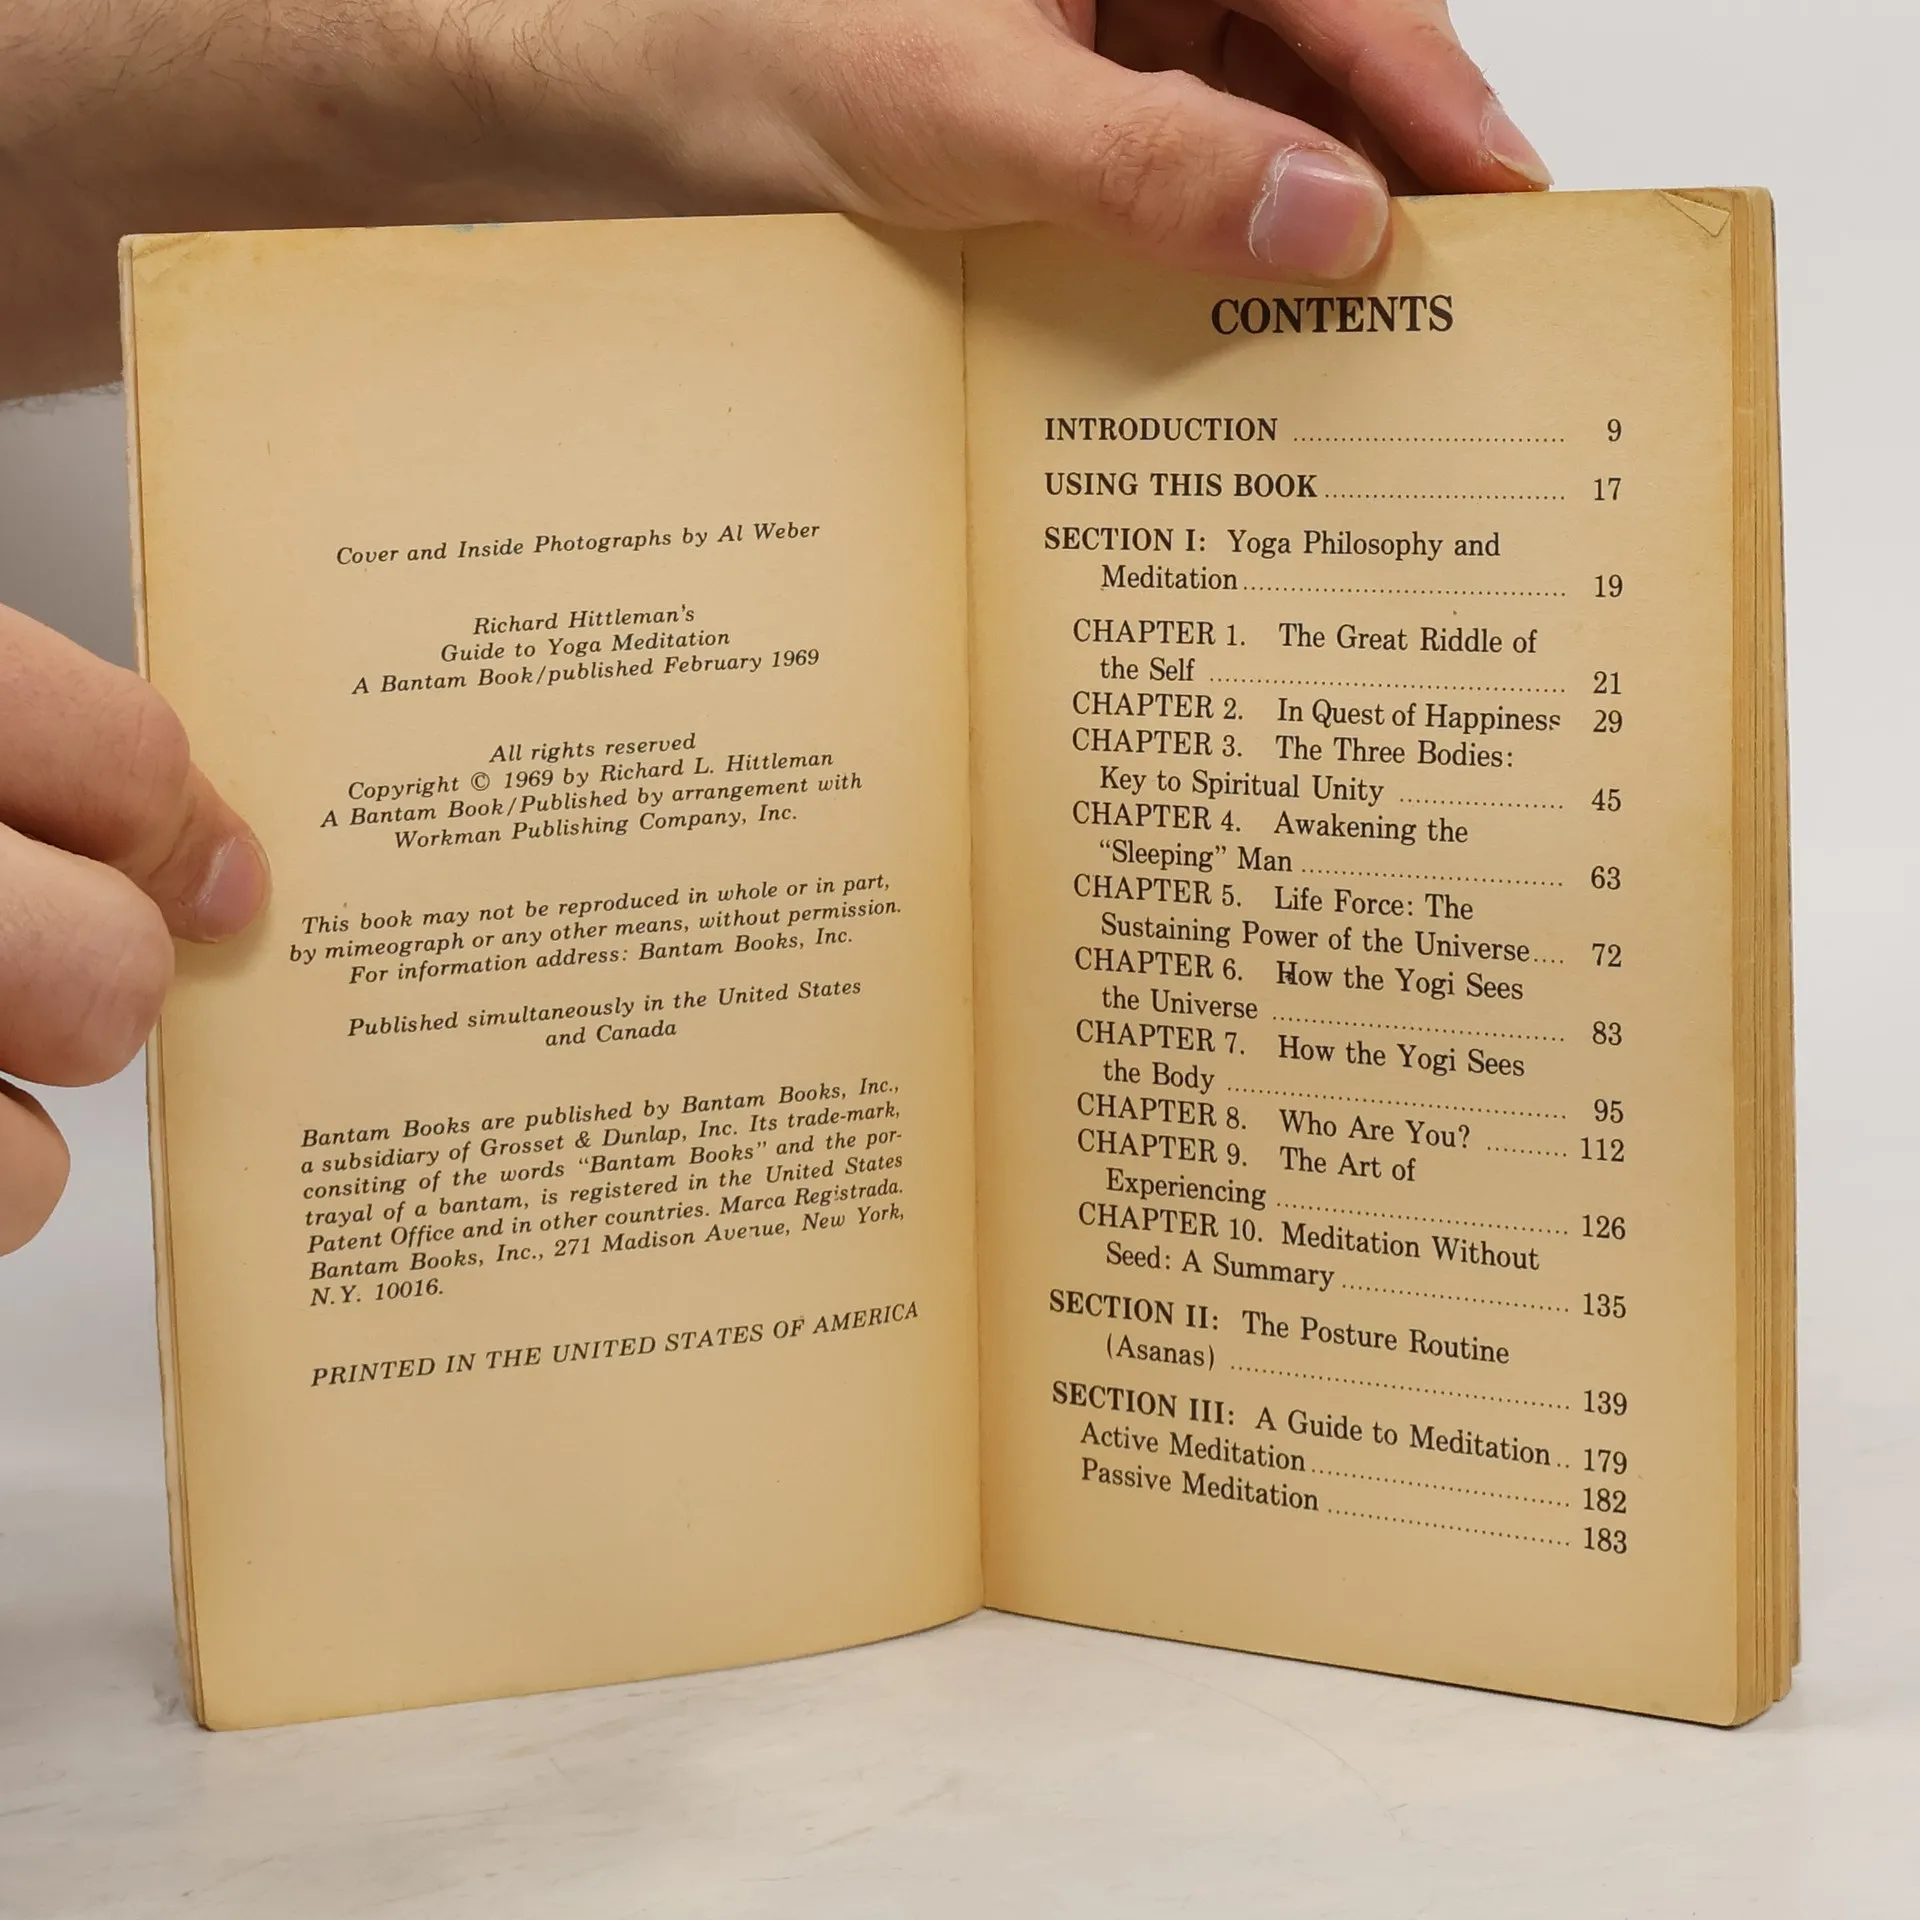 Cover and Inside Photographs by Al Weber
Richard Hittleman's
Guide to Yoga Meditation
A Bantam Book/published February 1969
All rights reserved
Copyright © 1969 by Richard L. Hittleman
A Bantam Book/Published by arrangement with
Workman Publishing Company, Inc.
This book may not be reproduced in whole or in part,
by mimeograph or any other means, without permission.
For information address: Bantam Books, Inc.
Published simultaneously in the United States
and Canada
Bantam Books are published by Bantam Books, Inc.,
a subsidiary of Grosset & Dunlap, Inc. Its trade-mark,
consiting of the words “Bantam Books” and the por-
trayal of a bantam, is registered in the United States
Patent Office and in other countries. Marca Registrada.
Bantam Books, Inc., 271 Madison Avenue, New York,
N.Y. 10016.
PRINTED IN THE UNITED STATES OF AMERICA
CONTENTS
INTRODUCTION ........ 9
USING THIS BOOK ........ 17
SECTION I: Yoga Philosophy and
Meditation ........ 19
CHAPTER 1. The Great Riddle of
the Self ........ 21
CHAPTER 2. In Quest of Happiness 29
CHAPTER 3. The Three Bodies:
Key to Spiritual Unity ........ 45
CHAPTER 4. Awakening the
“Sleeping” Man ........ 63
CHAPTER 5. Life Force: The
Sustaining Power of the Universe.... 72
CHAPTER 6. How the Yogi Sees
the Universe ........ 83
CHAPTER 7. How the Yogi Sees
the Body ........ 95
CHAPTER 8. Who Are You? .......... 112
CHAPTER 9. The Art of
Experiencing ........ 126
CHAPTER 10. Meditation Without
Seed: A Summary ........ 135
SECTION II: The Posture Routine
(Asanas) ........ 139
SECTION III: A Guide to Meditation .. 179
Active Meditation ........ 182
Passive Meditation ........ 183